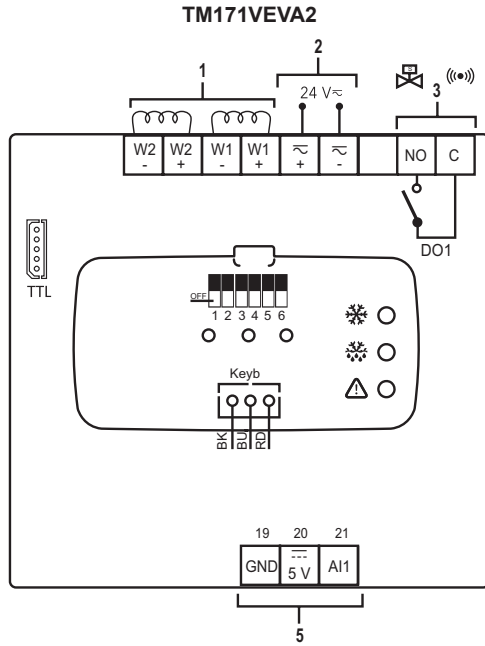 TM171VEVA2
1
2
3
24 V
W2 - W2 + W1 - W1 + + - NO C
DO1
TTL
OFF
1 2 3 4 5 6
Keyb
BK BU RD
19 20 21
GND 5 V AI1
5